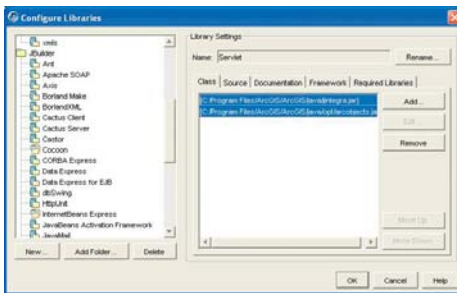 Configure Libraries
xmls
JBuilder
Ant
Apache SOAP
Axis
Borland Make
BorlandXML
Cactus Client
Cactus Server
Castor
Cocoon
CORBA Express
Data Express
Data Express for EJB
dbSwing
HttpUnit
InternetBeans Express
JavaBeans Activation Framework
JavaMail
New...
Add Folder...
Delete
Library Settings
Name: Servlet
Rename...
Class Source Documentation Framework Required Libraries
[C:/Program Files/ArcGIS/ArcGIS/java/jintegra.jar]
[C:/Program Files/ArcGIS/ArcGIS/java/opt/arcobjects.jar
Add...
Edit...
Remove
Move Up
Move Down
OK Cancel Help